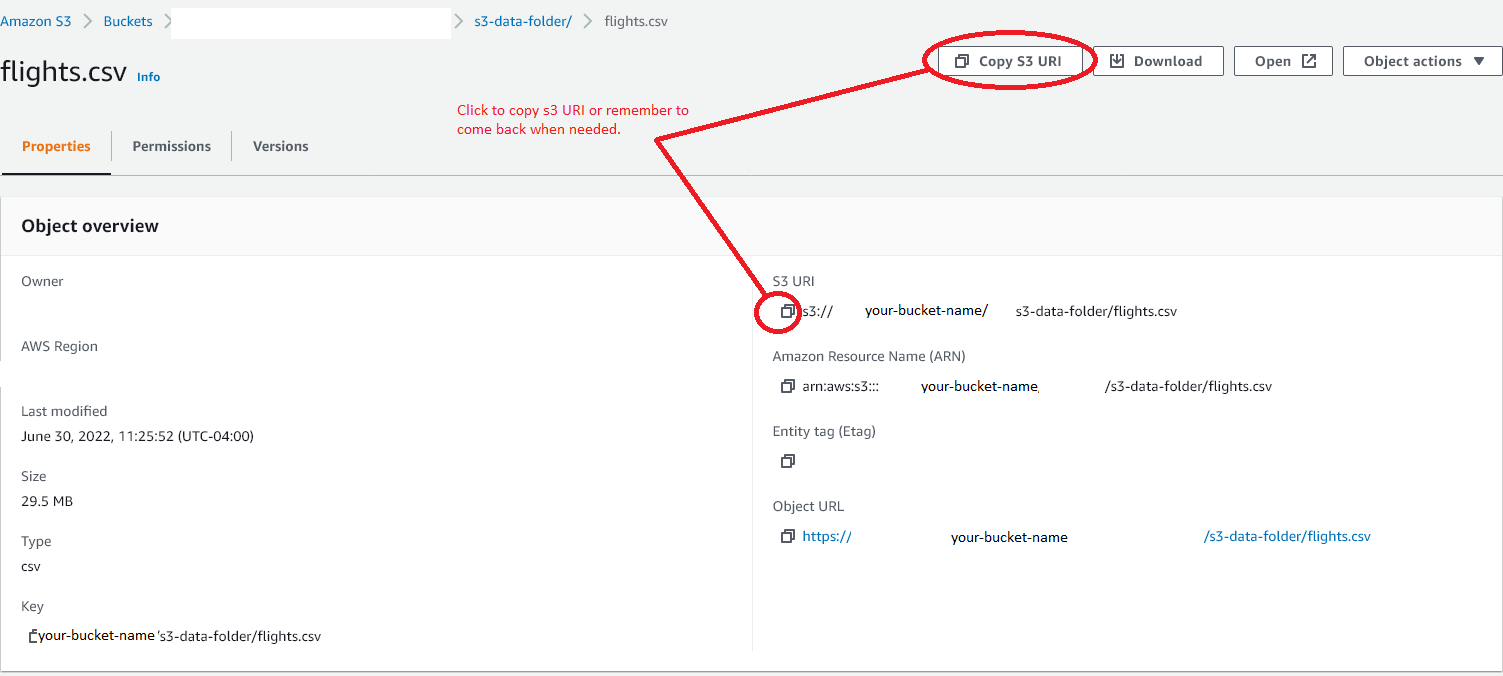 Amazon S3 > Buckets > > s3-data-folder/ > flights.csv
flights.csv Info
Copy S3 URI
Download
Open
Object actions
Click to copy s3 URI or remember to
come back when needed.
Properties
Permissions
Versions
Object overview
Owner
AWS Region
Last modified
June 30, 2022, 11:25:52 (UTC-04:00)
Size
29.5 MB
Type
csv
Key
your-bucket-name 's3-data-folder/flights.csv
S3 URI
s3:// your-bucket-name/ s3-data-folder/flights.csv
Amazon Resource Name (ARN)
arn:aws:s3::: your-bucket-name /s3-data-folder/flights.csv
Entity tag (Etag)
Object URL
https:// your-bucket-name /s3-data-folder/flights.csv